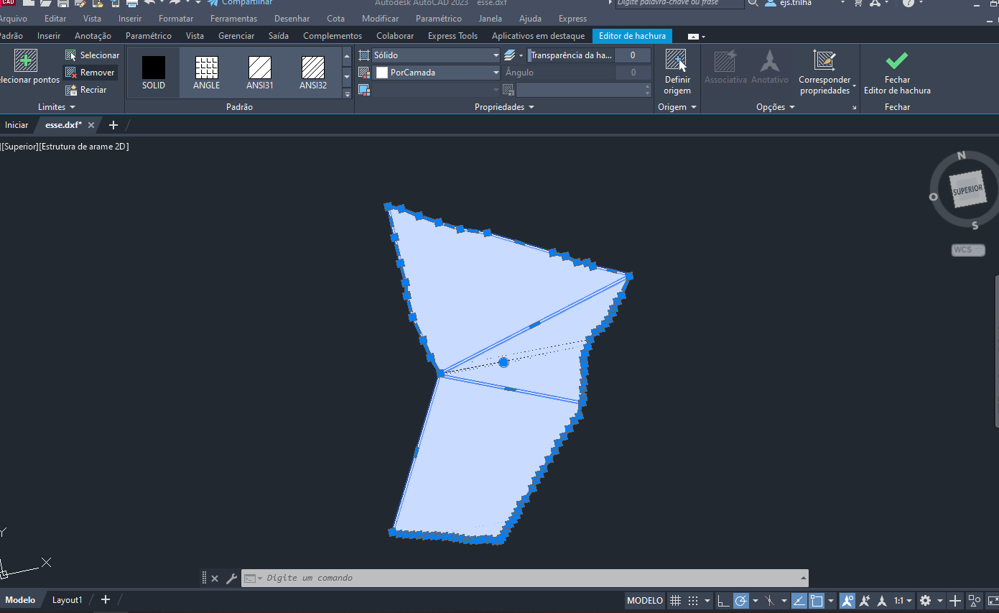 CAD
Compartilhar
Autodesk AutoCAD 2023 esse.dxf
Digite palavra-chave ou frase
ejs.trilha
Arquivo Editar Vista Inserir Formatar Ferramentas Desenhar Cota Modificar Paramétrico Janela Ajuda Express
Padrão Inserir Anotação Paramétrico Vista Gerenciar Saída Complementos Colaborar Express Tools Aplicativos em destaque Editor de hachura
elecionar pontos
Selecionar
Remover
Recriar
Limites
SOLID
ANGLE
ANSI31
ANSI32
Padrão
Sólido
PorCamada
Transparência da ha... 0
Ângulo 0
Propriedades
Definir
origem
Origem
Associativa
Anotativo
Corresponder
propriedades
Opções
Fechar
Editor de hachura
Fechar
Iniciar
esse.dxf*
][Superior][Estrutura de arame 2D]
N
O
SUPERIOR
S
WCS
Y
X
Digite um comando
Modelo
Layout1
MODELO
1:1